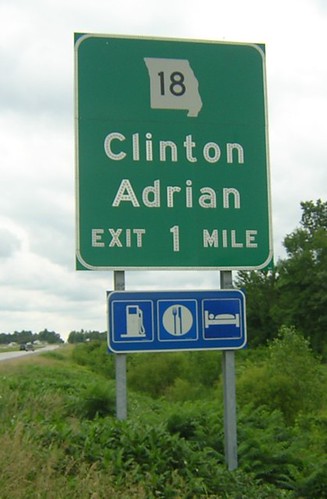 18
Clinton
Adrian
EXIT 1 MILE